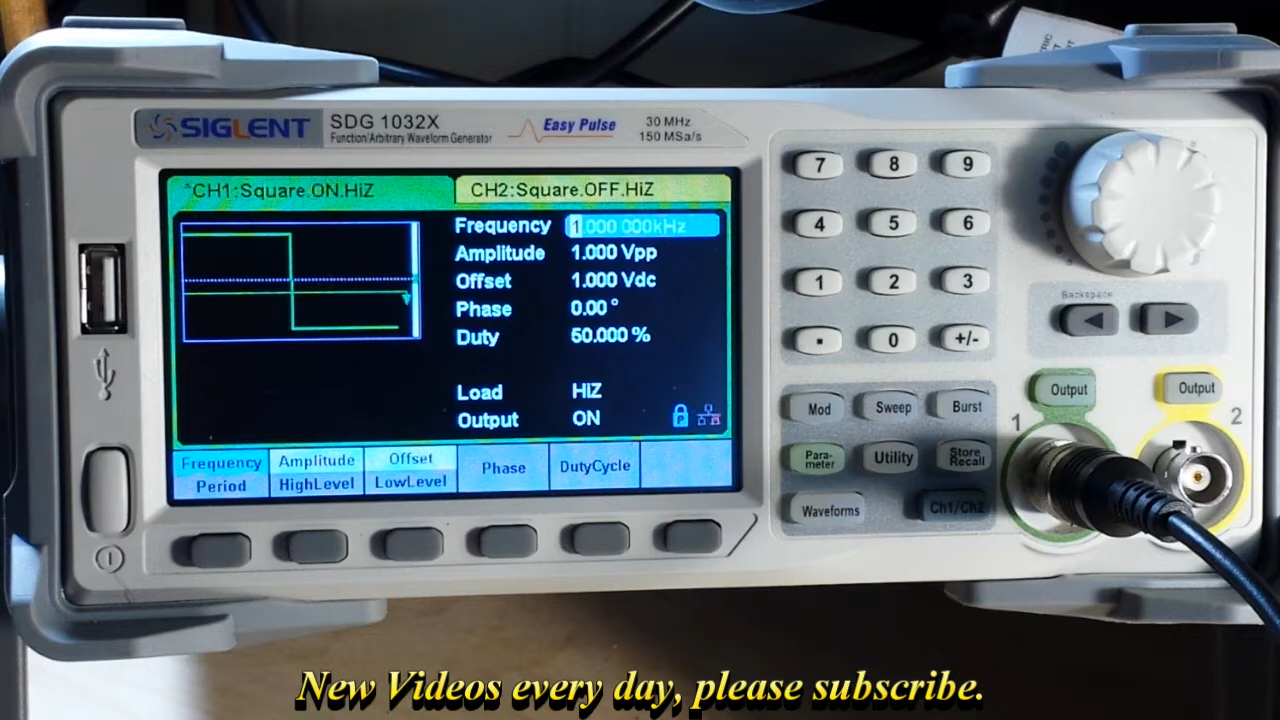 SIGLENT
SDG 1032X
Function/Arbitrary Waveform Generator
Easy Pulse
30 MHz
150 MSa/s
CH1:Square.ON.HiZ
CH2:Square.OFF.HiZ
Frequency 1.000 000kHz
Amplitude 1.000 Vpp
Offset 1.000 Vdc
Phase 0.00 °
Duty 50.000 %
Load HiZ
Output ON
Frequency
Period
Amplitude
HighLevel
Offset
LowLevel
Phase
DutyCycle
7 8 9
4 5 6
1 2 3
. 0 +/-
Backspace
Mod Sweep Burst
Para-
meter
Utility
Store
Recall
Waveforms
Ch1/Ch2
Output
Output
1
2
New Videos every day, please subscribe.